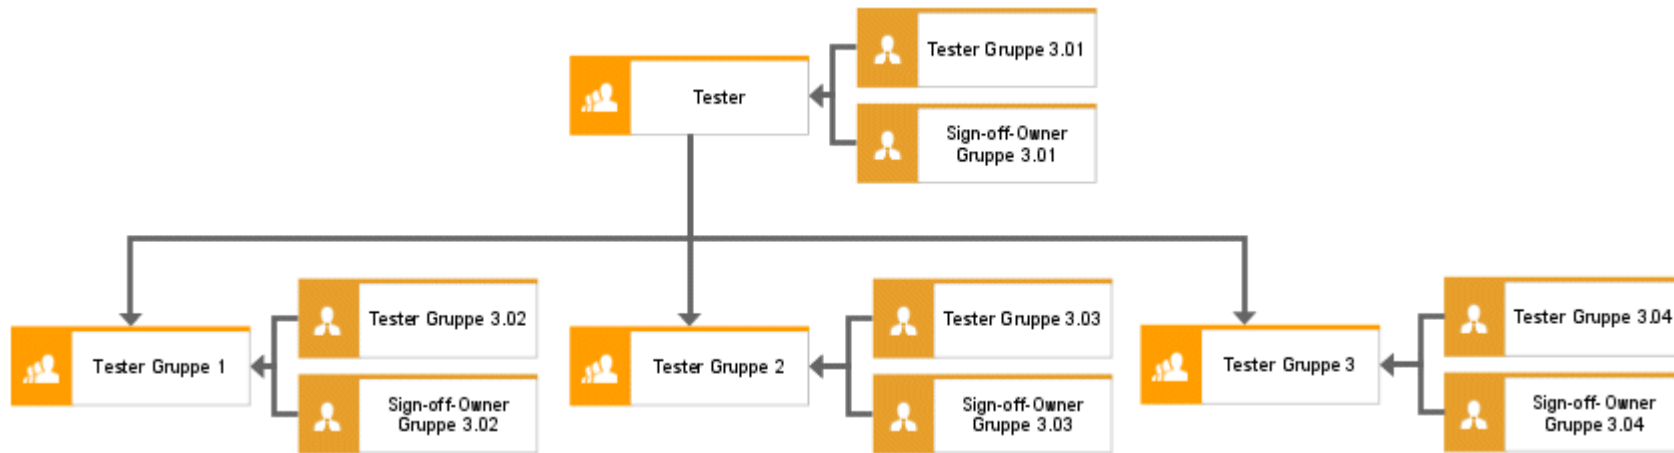 Tester Gruppe 3.01
Tester
Sign-off-Owner
Gruppe 3.01
Tester Gruppe 3.02
Tester Gruppe 1
Sign-off-Owner
Gruppe 3.02
Tester Gruppe 3.03
Tester Gruppe 2
Sign-off-Owner
Gruppe 3.03
Tester Gruppe 3.04
Tester Gruppe 3
Sign-off-Owner
Gruppe 3.04